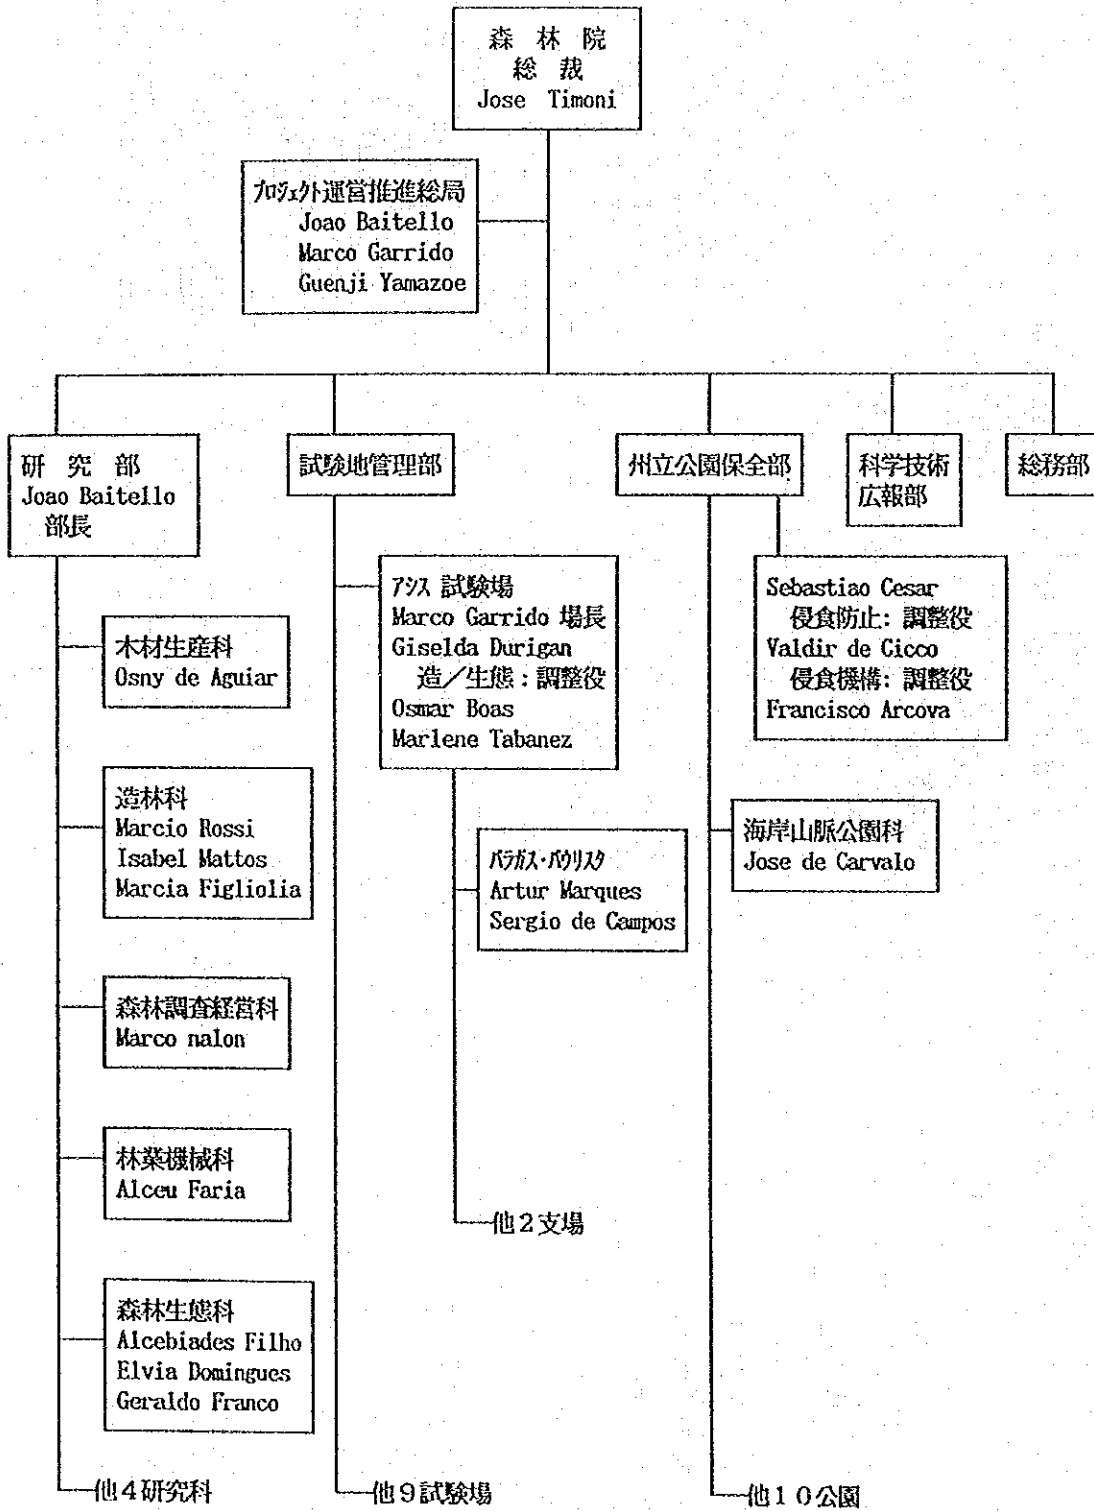 森林院
総裁
Jose Timoni
プロジェクト運営推進総局
Joao Baitello
Marco Garrido
Guenji Yamazoe
研究部
Joao Baitello
部長
試験地管理部
州立公園保全部
科学技術
広報部
総務部
木材生産科
Osny de Aguiar
造林科
Marcio Rossi
Isabel Mattos
Marcia Figliolia
森林調査経営科
Marco nalon
林業機械科
Alceu Faria
森林生態科
Alcebiades Filho
Elvia Domingues
Geraldo Franco
他4研究科
アシス 試験場
Marco Garrido 場長
Giselda Durigan
造/生態:調整役
Osmar Boas
Marlene Tabanez
パラガス・パウリスタ
Artur Marques
Sergio de Campos
他2支場
他9試験場
Sebastiao Cesar
侵食防止:調整役
Valdir de Cicco
侵食機構:調整役
Francisco Arcova
海岸山脈公園科
Jose de Carvalo
他10公園